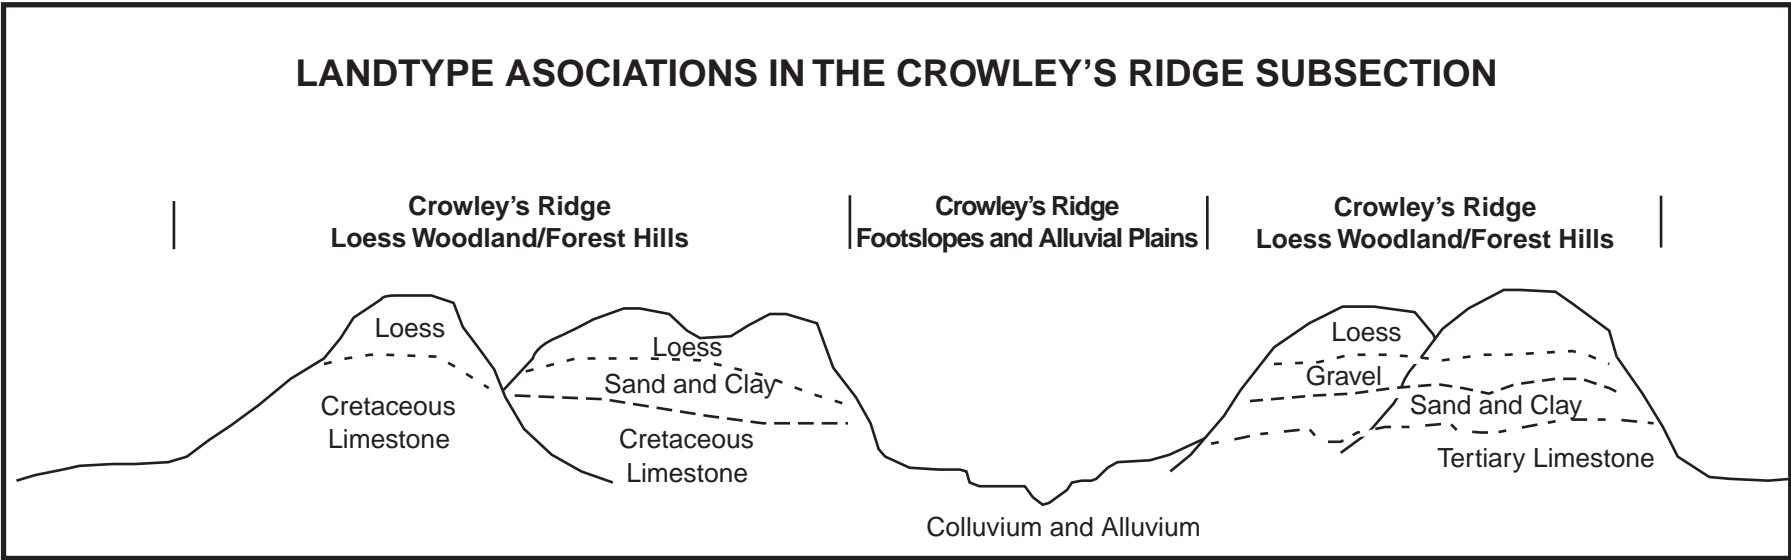 LANDTYPE ASOCIATIONS IN THE CROWLEY'S RIDGE SUBSECTION
Crowley's Ridge
Loess Woodland/Forest Hills
Crowley's Ridge
Footslopes and Alluvial Plains
Crowley's Ridge
Loess Woodland/Forest Hills
Loess
Cretaceous
Limestone
Loess
Sand and Clay
Cretaceous
Limestone
Colluvium and Alluvium
Loess
Gravel
Sand and Clay
Tertiary Limestone